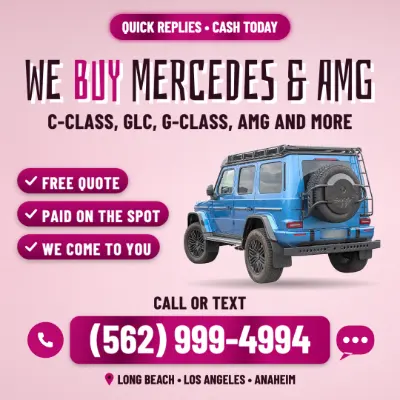 QUICK REPLIES • CASH TODAY
WE BUY MERCEDES & AMG
C-CLASS, GLC, G-CLASS, AMG AND MORE
FREE QUOTE
PAID ON THE SPOT
WE COME TO YOU
CALL OR TEXT
(562) 999-4994
LONG BEACH • LOS ANGELES • ANAHEIM